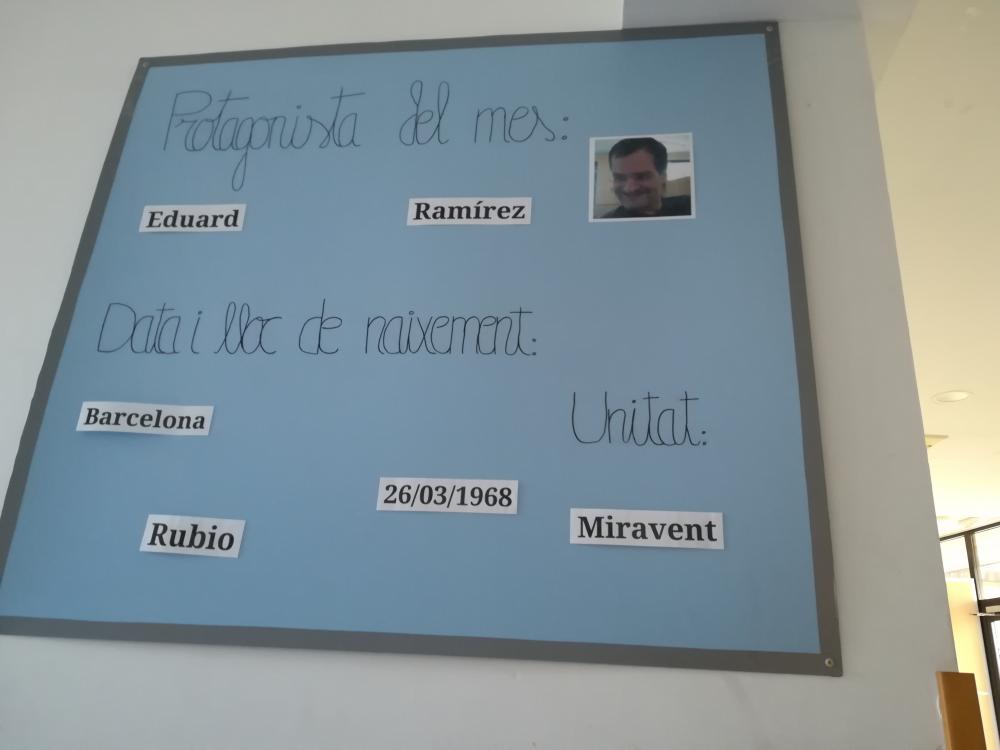 Protagonista del mes:
Eduard Ramírez
Data i lloc de naixement:
Barcelona
Unitat:
26/03/1968
Rubio
Miravent